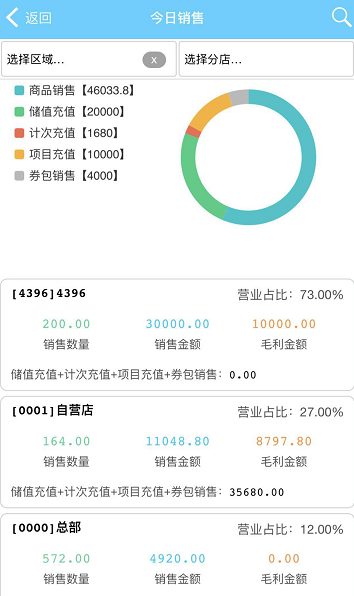 返回
今日销售
选择区域... x 选择分店...
商品销售【46033.8】
储值充值【20000】
计次充值【1680】
项目充值【10000】
券包销售【4000】
[4396]4396 营业占比：73.00%
200.00 30000.00 10000.00
销售数量 销售金额 毛利金额
储值充值+计次充值+项目充值+券包销售：0.00
[0001]自营店 营业占比：27.00%
164.00 11048.80 8797.80
销售数量 销售金额 毛利金额
储值充值+计次充值+项目充值+券包销售：35680.00
[0000]总部 营业占比：12.00%
572.00 4920.00 0.00
销售数量 销售金额 毛利金额